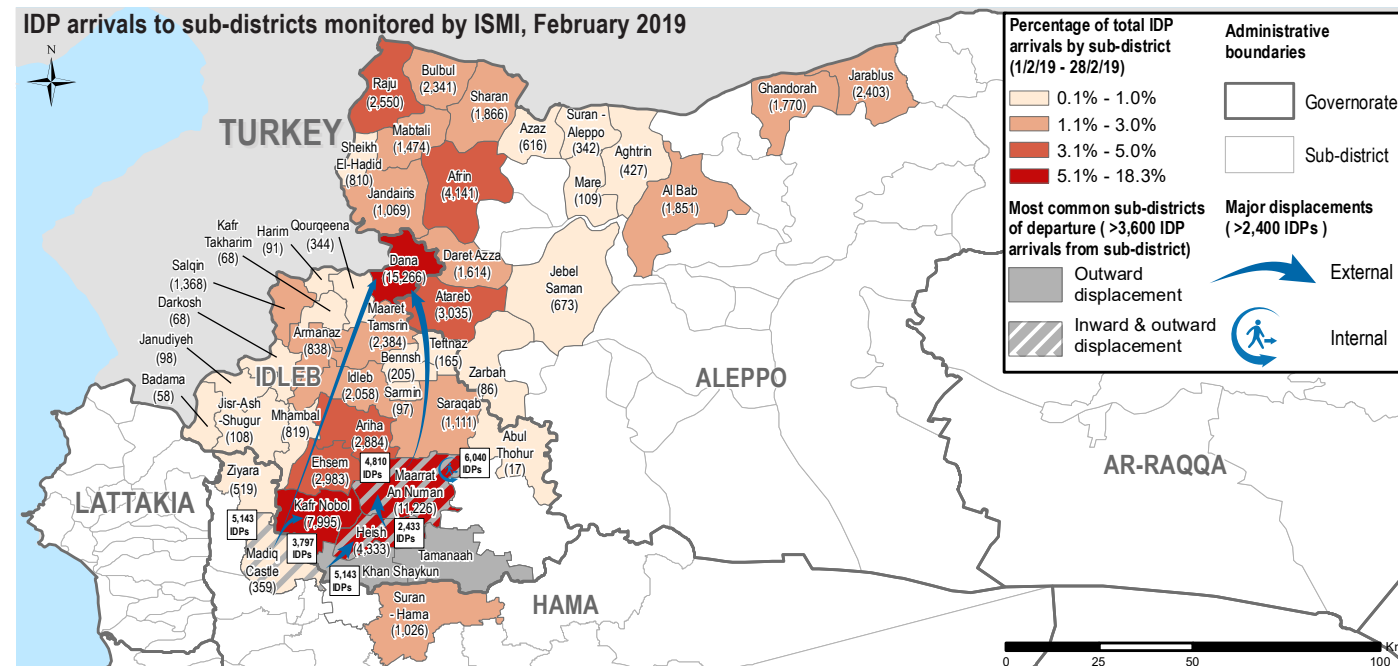 IDP arrivals to sub-districts monitored by ISMI, February 2019
N
TURKEY
Raju
(2,550)
Bulbul
(2,341)
Sharan
(1,866)
Mabtali
(1,474)
Sheikh
El-Hadid
(810)
Jandairis
(1,069)
Afrin
(4,141)
Azaz
(616)
Suran -
Aleppo
(342)
Aghtrin
(427)
Mare
(109)
Al Bab
(1,851)
Ghandorah
(1,770)
Jarablus
(2,403)
Kafr
Takharim
(68)
Harim
(91)
Qourqeena
(344)
Salqin
(1,368)
Darkosh
(68)
Janudiyeh
(98)
Badama
(58)
Dana
(15,266)
Daret Azza
(1,614)
Atareb
(3,035)
Jebel
Saman
(673)
Maaret
Tamsrin
(2,384)
Armanaz
(838)
Teftnaz
(165)
Bennsh
(205)
Zarbah
(86)
IDLEB
Idleb
(2,058)
Sarmin
(97)
Saraqab
(1,111)
Jisr-Ash
-Shugur
(108)
Mhambal
(819)
Ariha
(2,884)
Abul
Thohur
(17)
Ehsem
(2,983)
4,810
IDPs
6,040
IDPs
Ziyara
(519)
Maarrat
An Numan
(11,226)
Kafr Nobol
(7,995)
5,143
IDPs
3,797
IDPs
2,433
IDPs
Heish
(4,333)
Madiq
Castle
(359)
Tamanaah
Khan Shaykun
5,143
IDPs
Suran
- Hama
(1,026)
LATTAKIA
HAMA
ALEPPO
AR-RAQQA
Percentage of total IDP
arrivals by sub-district
(1/2/19 - 28/2/19)
0.1% - 1.0%
1.1% - 3.0%
3.1% - 5.0%
5.1% - 18.3%
Administrative
boundaries
Governorate
Sub-district
Most common sub-districts
of departure ( >3,600 IDP
arrivals from sub-district)
Outward
displacement
Inward & outward
displacement
Major displacements
( >2,400 IDPs )
External
Internal
0
25
50